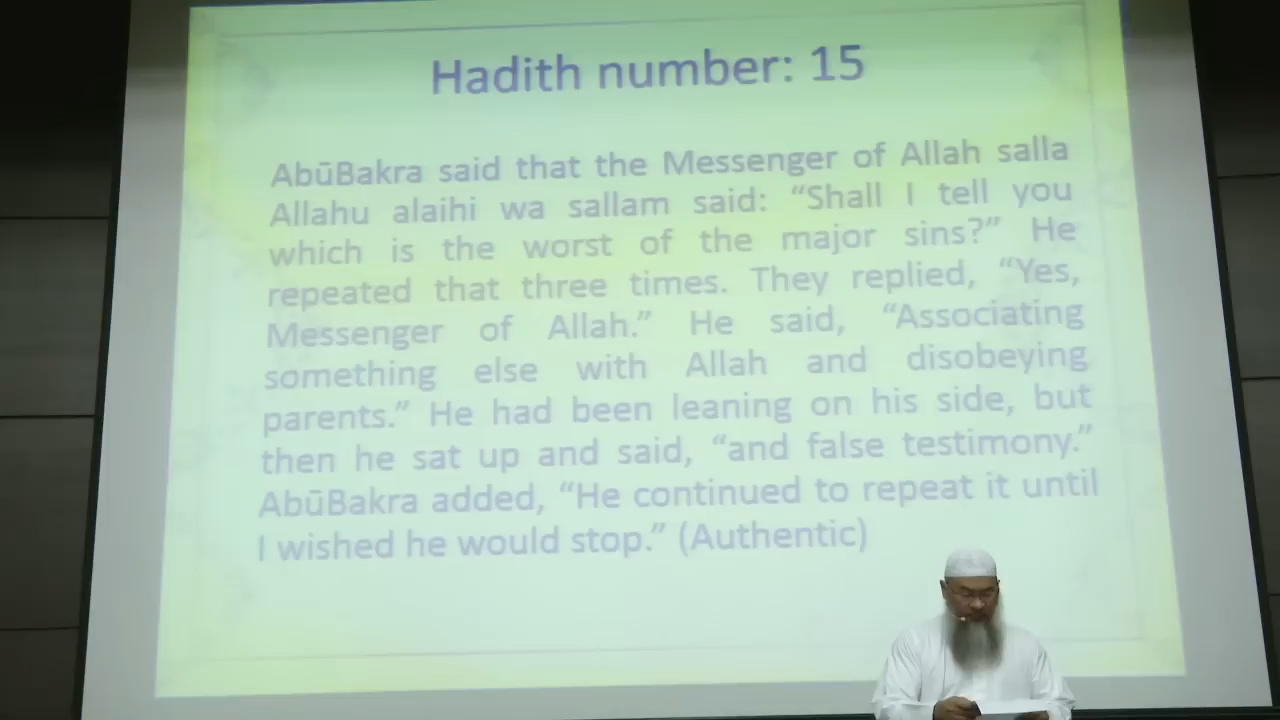 Hadith number: 15
AbūBakra said that the Messenger of Allah salla
Allahu alaihi wa sallam said: “Shall I tell you
which is the worst of the major sins?” He
repeated that three times. They replied, “Yes,
Messenger of Allah.” He said, “Associating
something else with Allah and disobeying
parents.” He had been leaning on his side, but
then he sat up and said, “and false testimony.”
AbūBakra added, “He continued to repeat it until
I wished he would stop.” (Authentic)